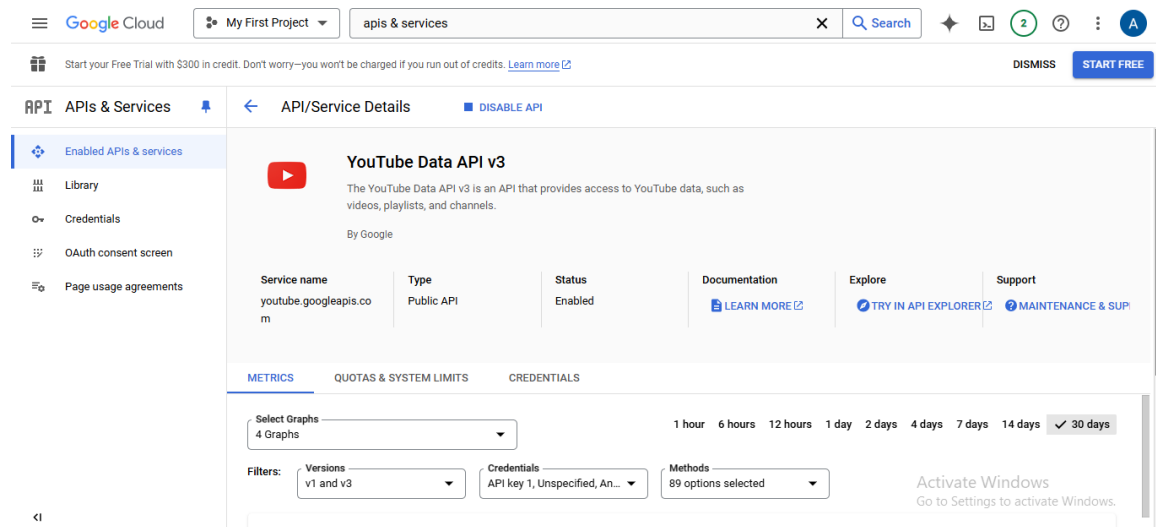 Google Cloud
My First Project
apis & services
Search
2
A
Start your Free Trial with $300 in credit. Don't worry—you won't be charged if you run out of credits. Learn more
DISMISS
START FREE
API APIs & Services
API/Service Details
DISABLE API
Enabled APIs & services
Library
Credentials
OAuth consent screen
Page usage agreements
YouTube Data API v3
The YouTube Data API v3 is an API that provides access to YouTube data, such as
videos, playlists, and channels.
By Google
Service name
youtube.googleapis.co
m
Type
Public API
Status
Enabled
Documentation
LEARN MORE
Explore
TRY IN API EXPLORER
Support
MAINTENANCE & SUP
METRICS
QUOTAS & SYSTEM LIMITS
CREDENTIALS
Select Graphs
4 Graphs
1 hour 6 hours 12 hours 1 day 2 days 4 days 7 days 14 days 30 days
Filters:
Versions
v1 and v3
Credentials
API key 1, Unspecified, An...
Methods
89 options selected
Activate Windows
Go to Settings to activate Windows.